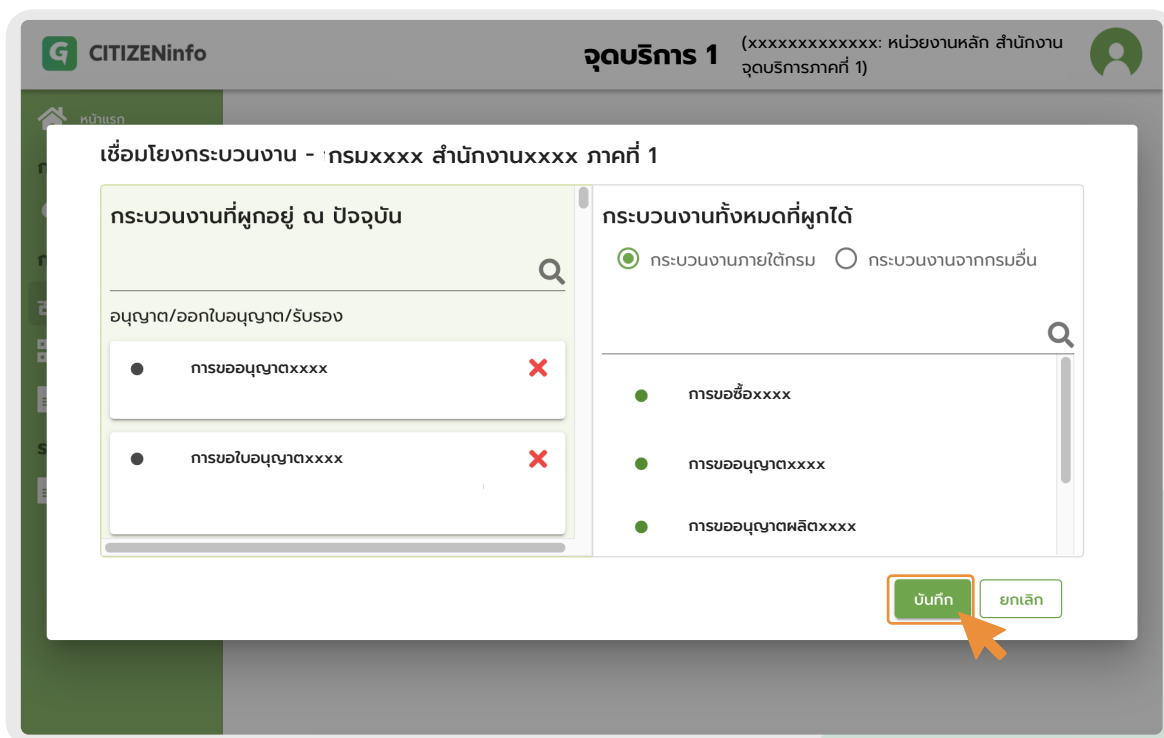 CITIZENinfo
จุดบริการ 1
(xxxxxxxxxxxxx: หน่วยงานหลัก สำนักงาน
จุดบริการภาคที่ 1)
หน้าแรก
เชื่อมโยงกระบวนงาน - กรมxxxx สำนักงานxxxx ภาคที่ 1
กระบวนงานที่ผูกอยู่ ณ ปัจจุบัน
อนุญาต/ออกใบอนุญาต/รับรอง
การขออนุญาตxxxx
การขอใบอนุญาตxxxx
กระบวนงานทั้งหมดที่ผูกได้
กระบวนงานภายใต้กรม
กระบวนงานจากกรมอื่น
การขอซื้อxxxx
การขออนุญาตxxxx
การขออนุญาตผลิตxxxx
บันทึก
ยกเลิก